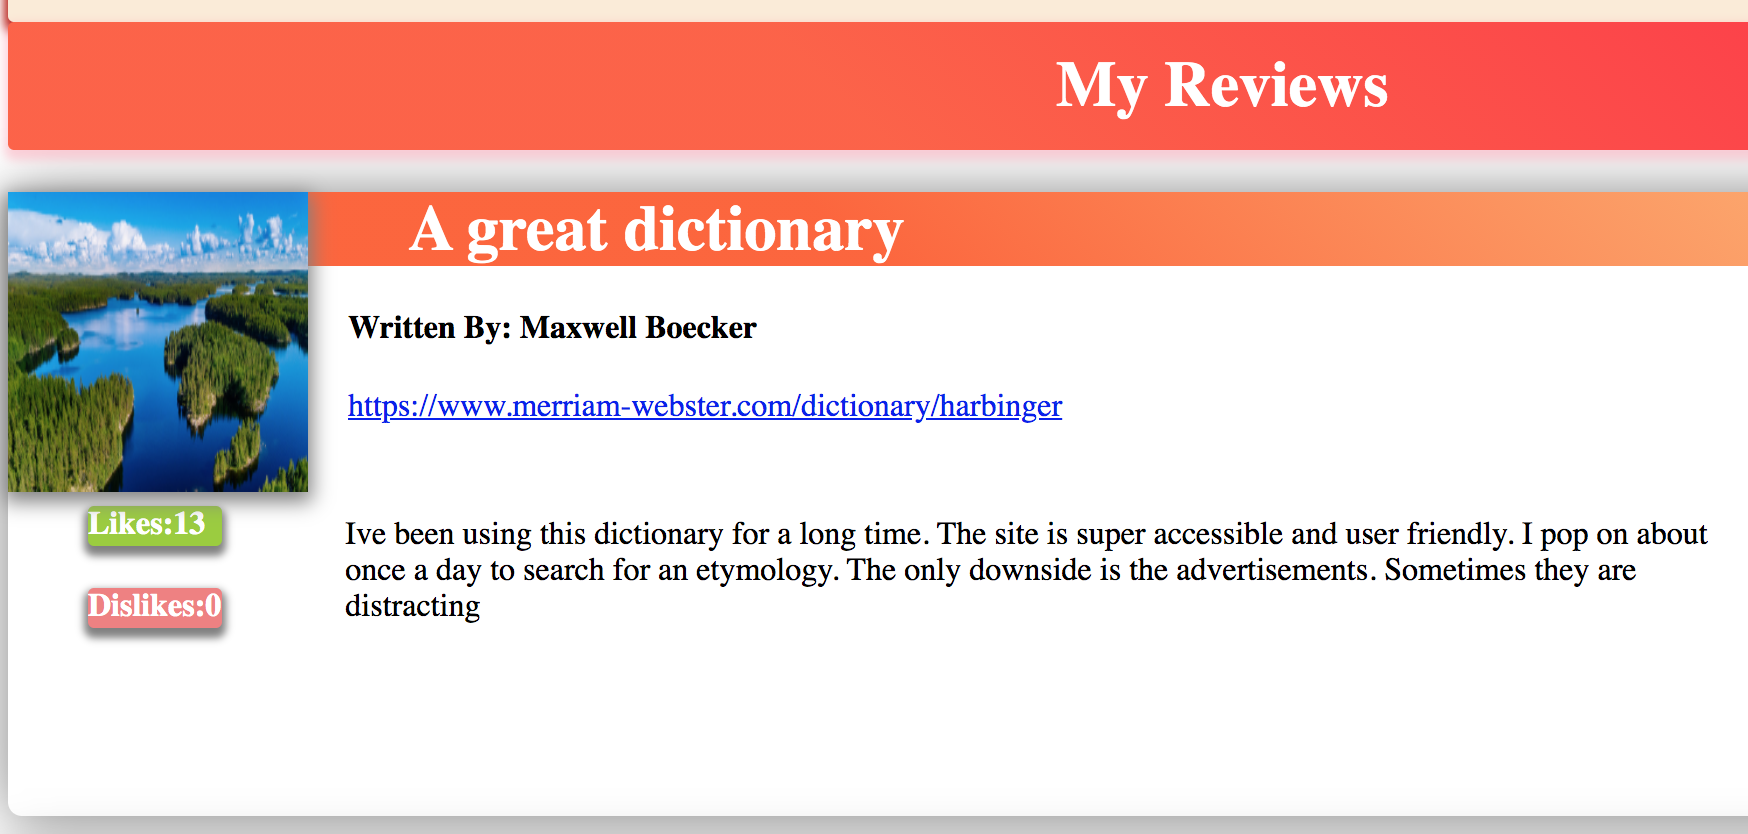 My Reviews
A great dictionary
Written By: Maxwell Boecker
https://www.merriam-webster.com/dictionary/harbinger
Likes:13
Dislikes:0
Ive been using this dictionary for a long time. The site is super accessible and user friendly. I pop on about
once a day to search for an etymology. The only downside is the advertisements. Sometimes they are
distracting